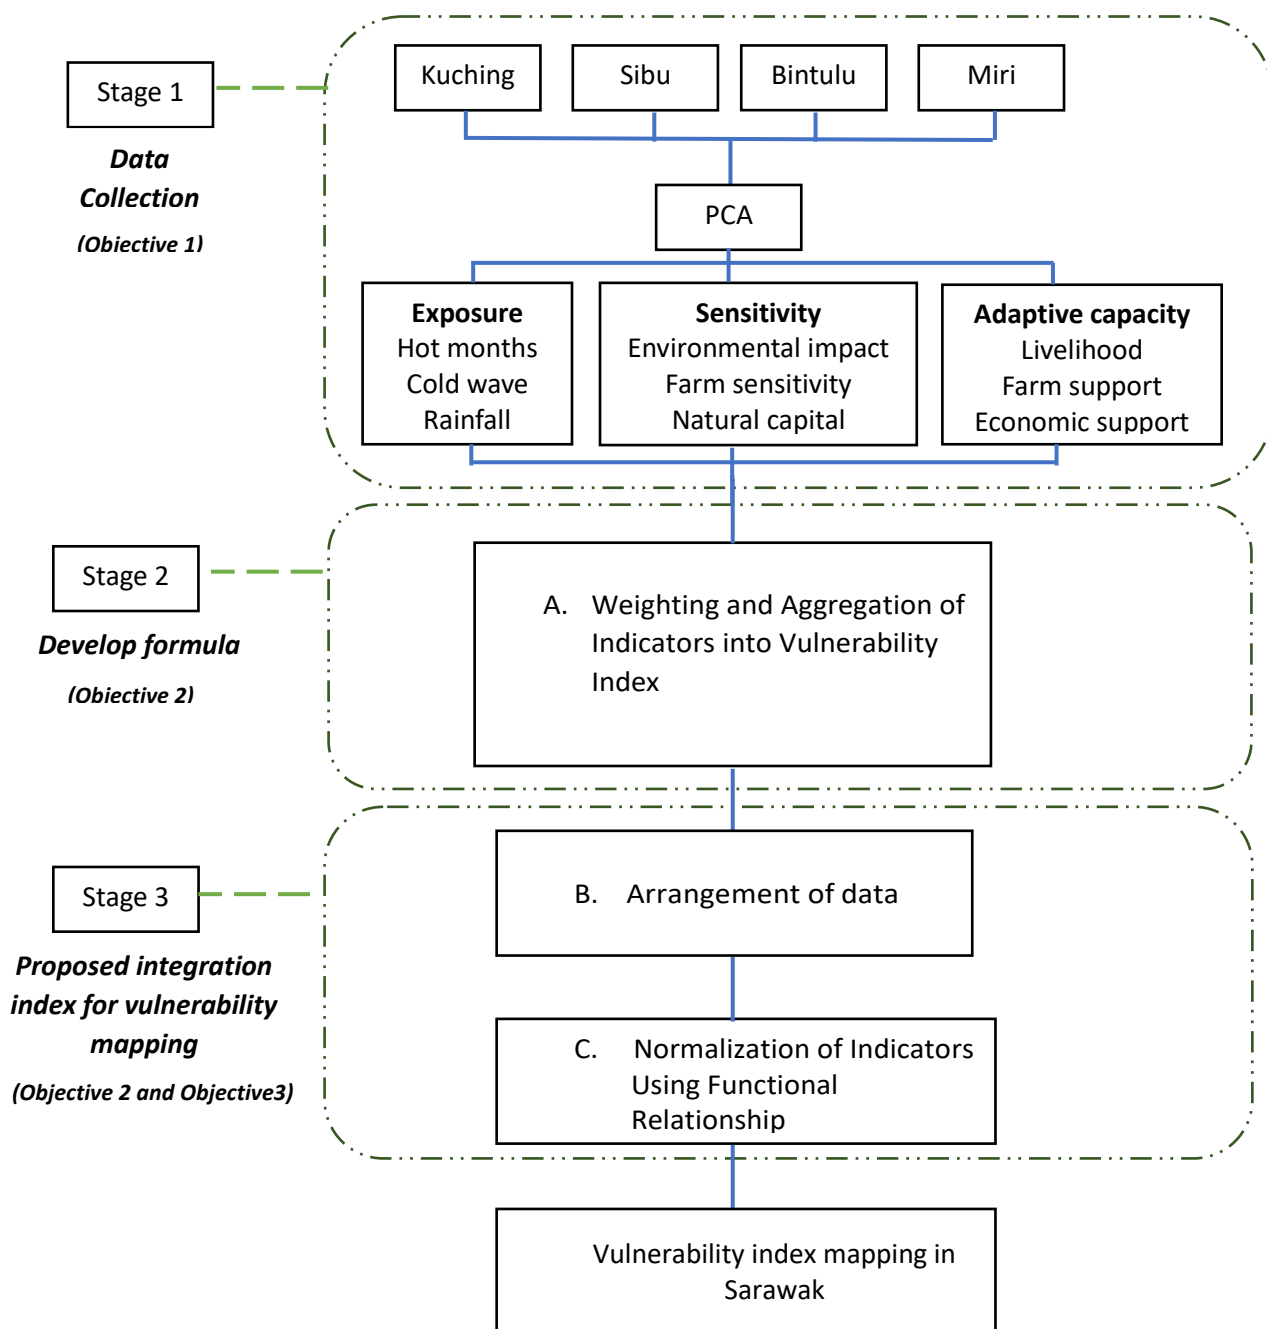 Kuching
Sibu
Bintulu
Miri
Stage 1
Data
Collection
(Objective 1)
PCA
Exposure
Hot months
Cold wave
Rainfall
Sensitivity
Environmental impact
Farm sensitivity
Natural capital
Adaptive capacity
Livelihood
Farm support
Economic support
Stage 2
Develop formula
(Objective 2)
A. Weighting and Aggregation of
Indicators into Vulnerability
Index
Stage 3
Proposed integration
index for vulnerability
mapping
(Objective 2 and Objective3)
B. Arrangement of data
C. Normalization of Indicators
Using Functional
Relationship
Vulnerability index mapping in
Sarawak